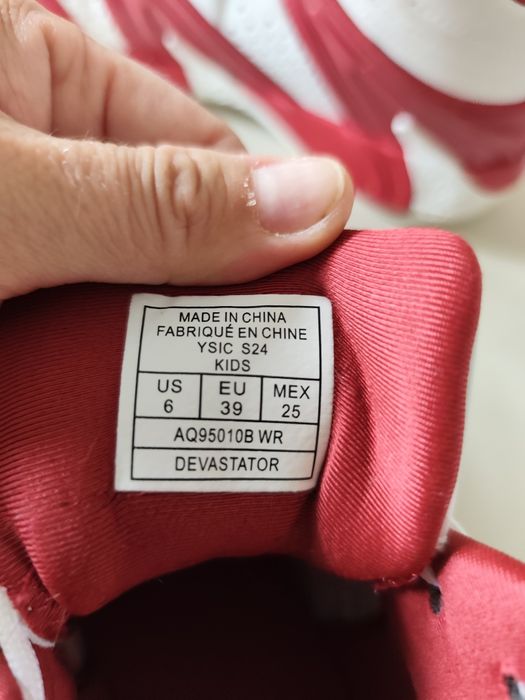 MADE IN CHINA
FABRIQUÉ EN CHINE
YSIC S24
KIDS
US EU MEX
6 39 25
AQ95010B WR
DEVASTATOR